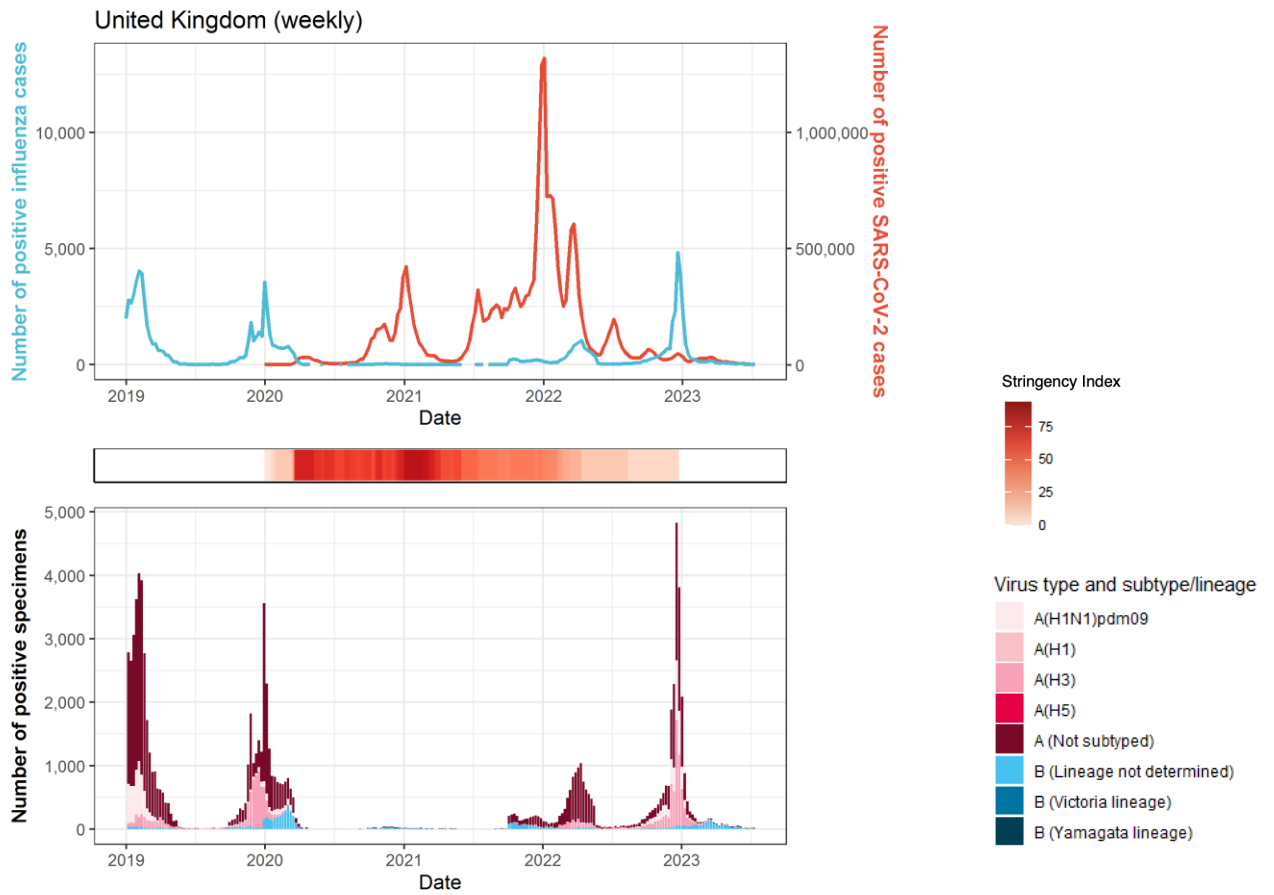 United Kingdom (weekly)
Number of positive influenza cases
Number of positive SARS-CoV-2 cases
10,000
5,000
0
1,000,000
500,000
0
2019 2020 2021 2022 2023
Date
Stringency Index
75
50
25
0
Number of positive specimens
5,000
4,000
3,000
2,000
1,000
0
2019 2020 2021 2022 2023
Date
Virus type and subtype/lineage
A(H1N1)pdm09
A(H1)
A(H3)
A(H5)
A (Not subtyped)
B (Lineage not determined)
B (Victoria lineage)
B (Yamagata lineage)